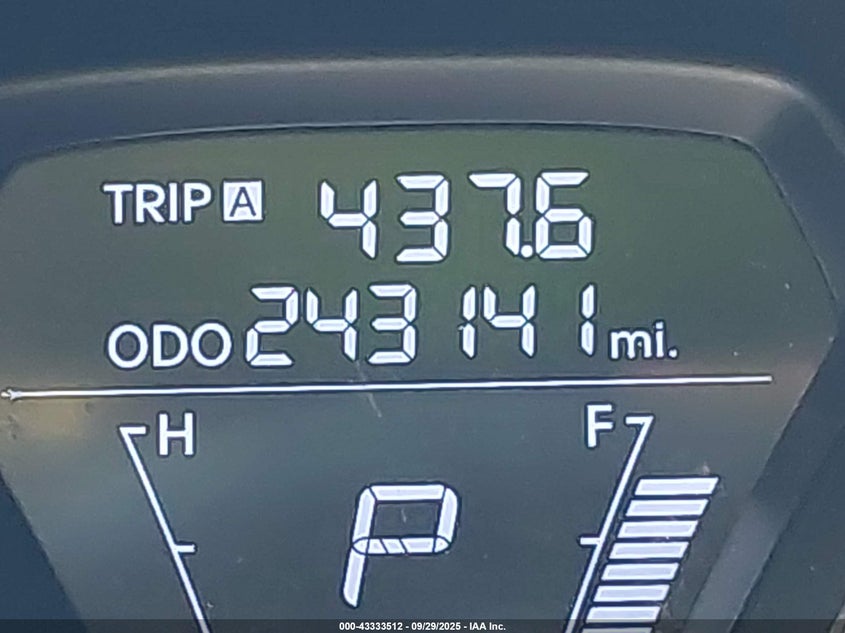 TRIP A 437.6
ODO 243141 mi.
H F
P
000-43333512 - 09/29/2025 - IAA Inc.